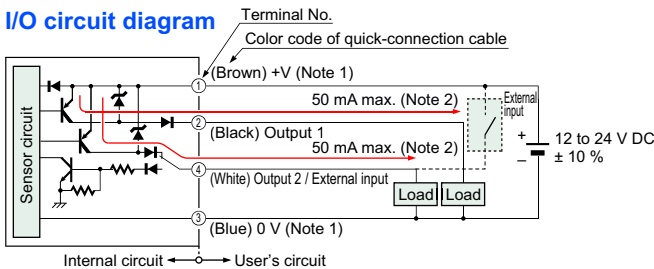 I/O circuit diagram
Terminal No.
Color code of quick-connection cable
1
(Brown) +V (Note 1)
50 mA max. (Note 2)
External
input
2
(Black) Output 1
50 mA max. (Note 2)
+
12 to 24 V DC
–
± 10 %
4
(White) Output 2 / External input
Load
Load
3
(Blue) 0 V (Note 1)
Sensor circuit
Internal circuit
User's circuit